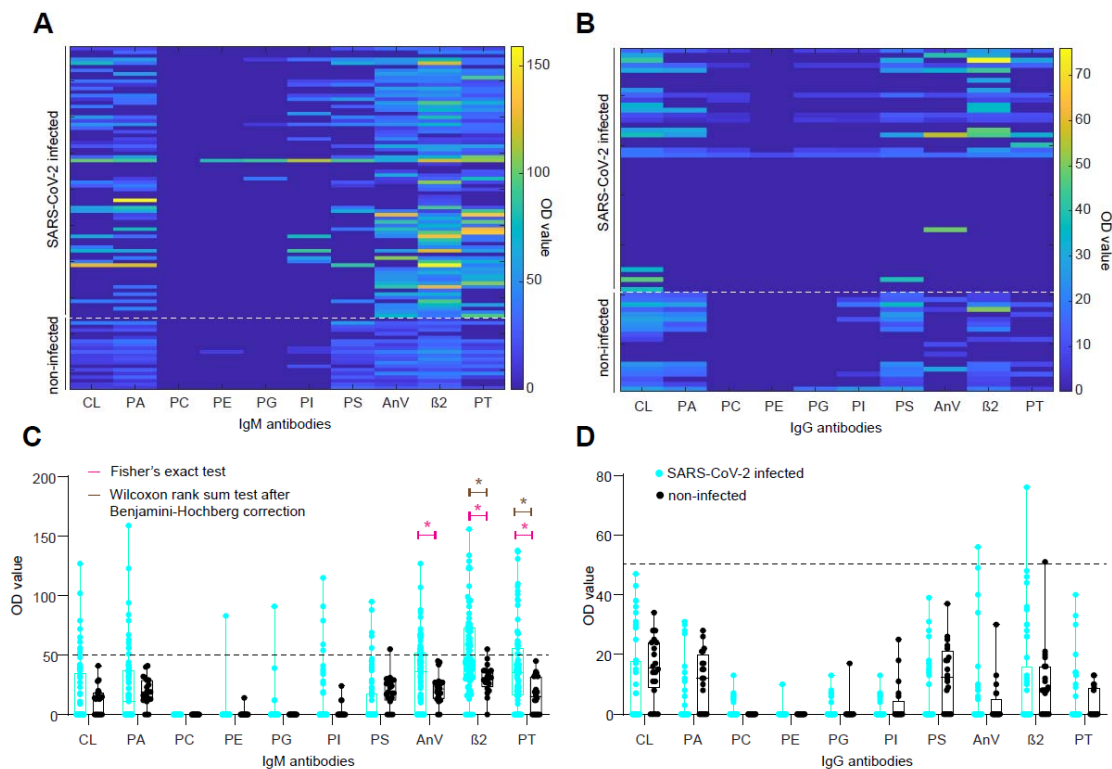 A
SARS-CoV-2 infected
non-infected
150
100
50
0
OD value
CL PA PC PE PG PI PS AnV ß2 PT
IgM antibodies
B
SARS-CoV-2 infected
non-infected
70
60
50
40
30
20
10
0
OD value
CL PA PC PE PG PI PS AnV ß2 PT
IgG antibodies
C
Fisher's exact test
Wilcoxon rank sum test after
Benjamini-Hochberg correction
* *
* * *
OD value
200
150
100
50
0
CL PA PC PE PG PI PS AnV ß2 PT
IgM antibodies
D
SARS-CoV-2 infected
non-infected
OD value
80
60
40
20
0
CL PA PC PE PG PI PS AnV ß2 PT
IgG antibodies